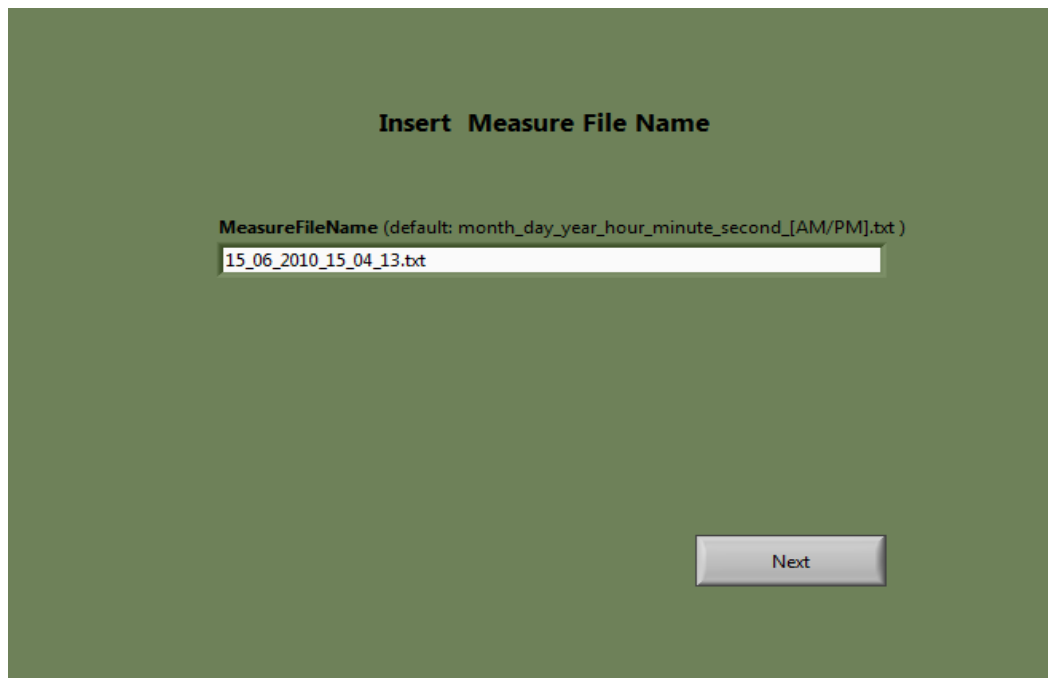 Insert  Measure File Name
MeasureFileName (default: month_day_year_hour_minute_second_[AM/PM].txt )
15_06_2010_15_04_13.txt
Next